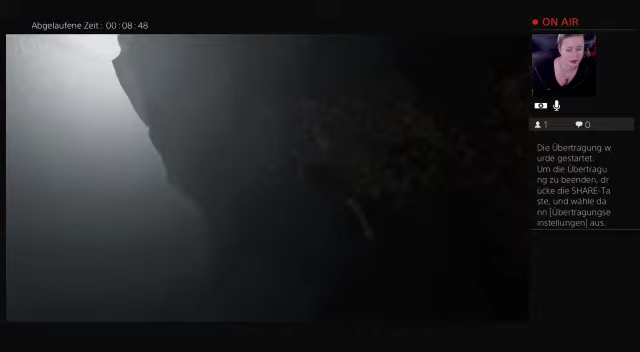 Abgelaufene Zeit: 00:08:48
ON AIR
1
0
Die Übertragung w
urde gestartet.
Um die Übertragu
ng zu beenden, dr
ücke die SHARE-Ta
ste, und wähle da
nn [Übertragungse
instellungen] aus.